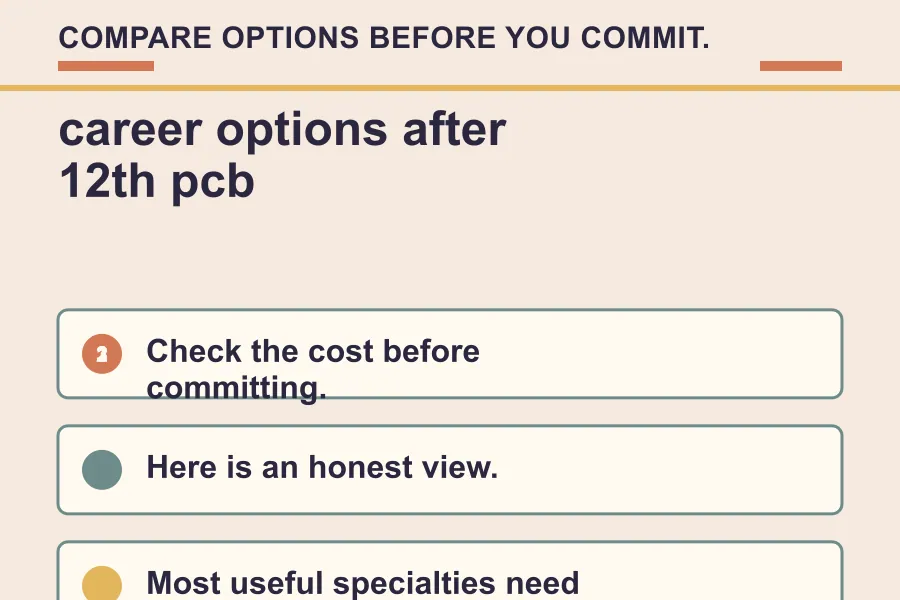 COMPARE OPTIONS BEFORE YOU COMMIT.
career options after
12th pcb
Check the cost before
committing.
Here is an honest view.
Most useful specialties need